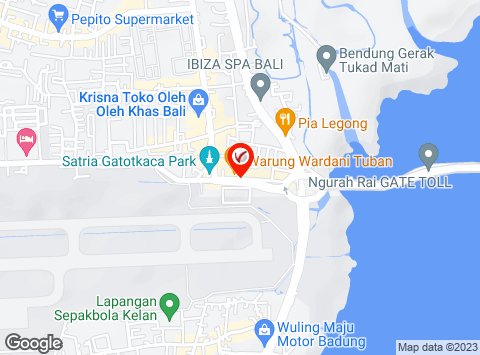 Pepito Supermarket
IBIZA SPA BALI
Bendung Gerak
Tukad Mati
Krisna Toko Oleh
Oleh Khas Bali
Pia Legong
Satria Gatotkaca Park
Warung Wardani Tuban
Ngurah Rai GATE TOLL
Lapangan
Sepakbola Kelan
Wuling Maju
Motor Badung
Google
Map data ©2023